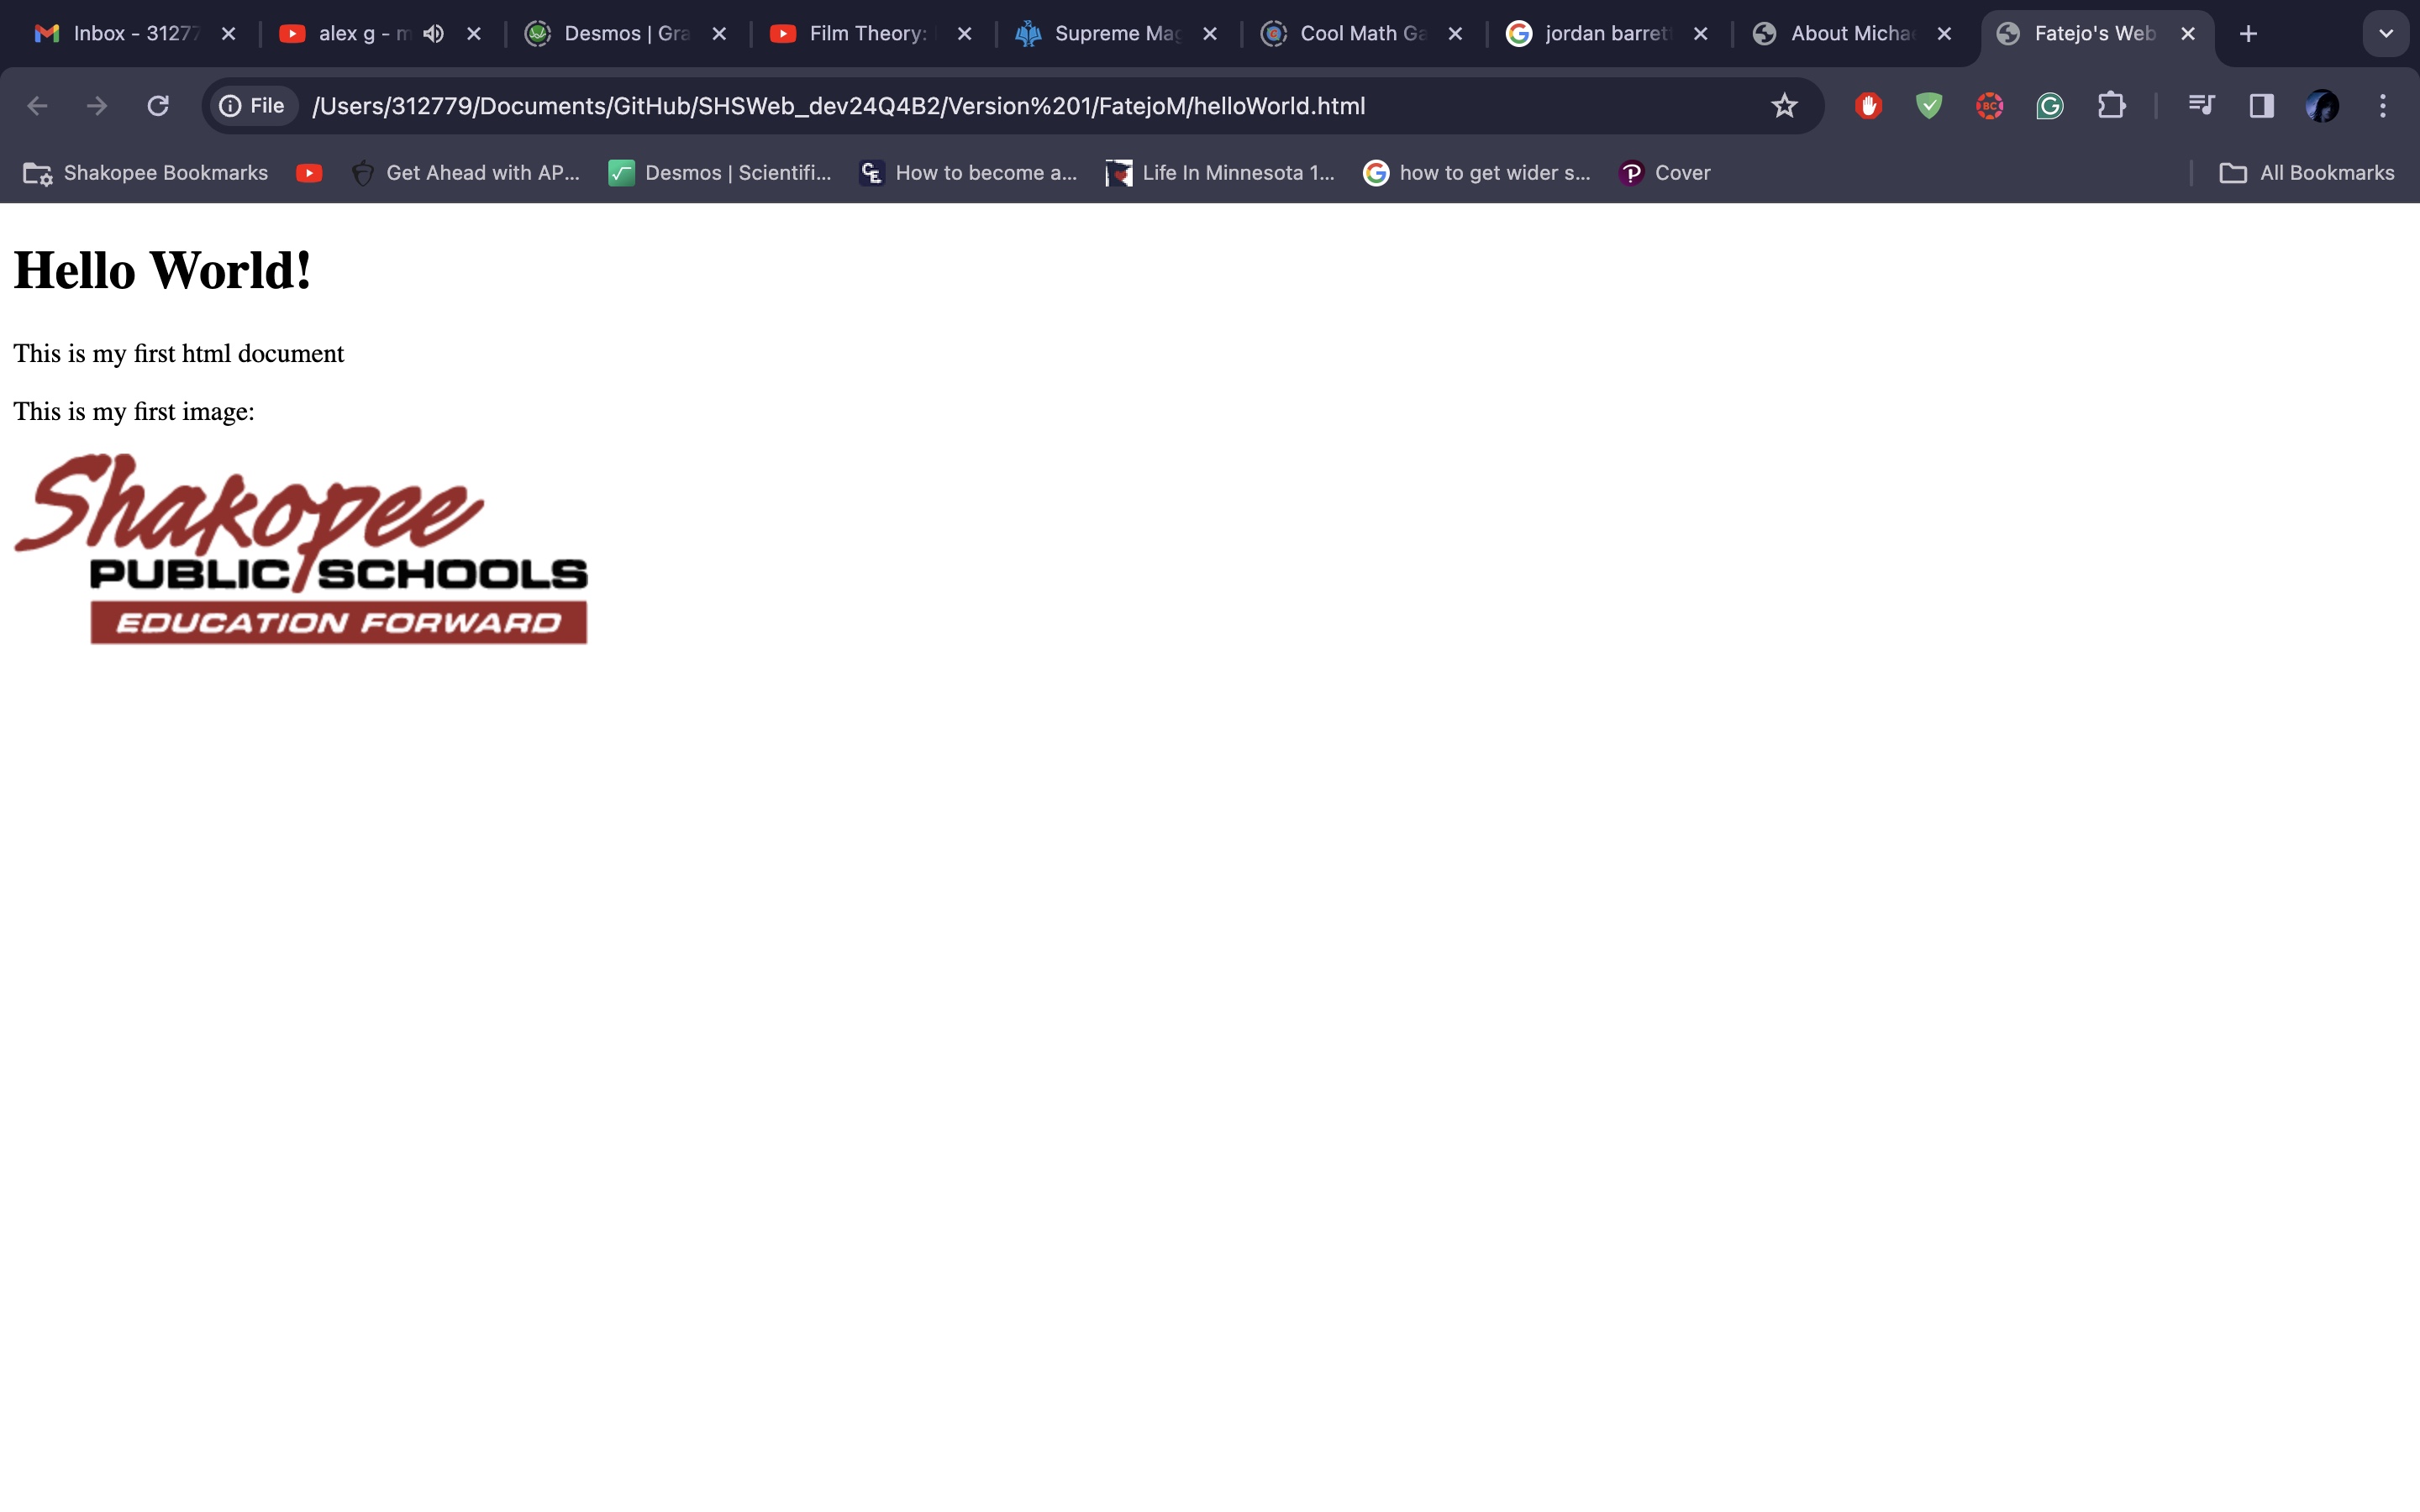 Inbox - 31277
alex g - m
Desmos | Gra
Film Theory:
Supreme Mag
Cool Math Ga
jordan barrett
About Michae
Fatejo's Web
File /Users/312779/Documents/GitHub/SHSWeb_dev24Q4B2/Version%201/FatejoM/helloWorld.html
BC
Shakopee Bookmarks
Get Ahead with AP...
Desmos | Scientifi...
CE How to become a...
Life In Minnesota 1...
how to get wider s...
Cover
All Bookmarks
Hello World!
This is my first html document
This is my first image:
Shakopee
PUBLIC SCHOOLS
EDUCATION FORWARD